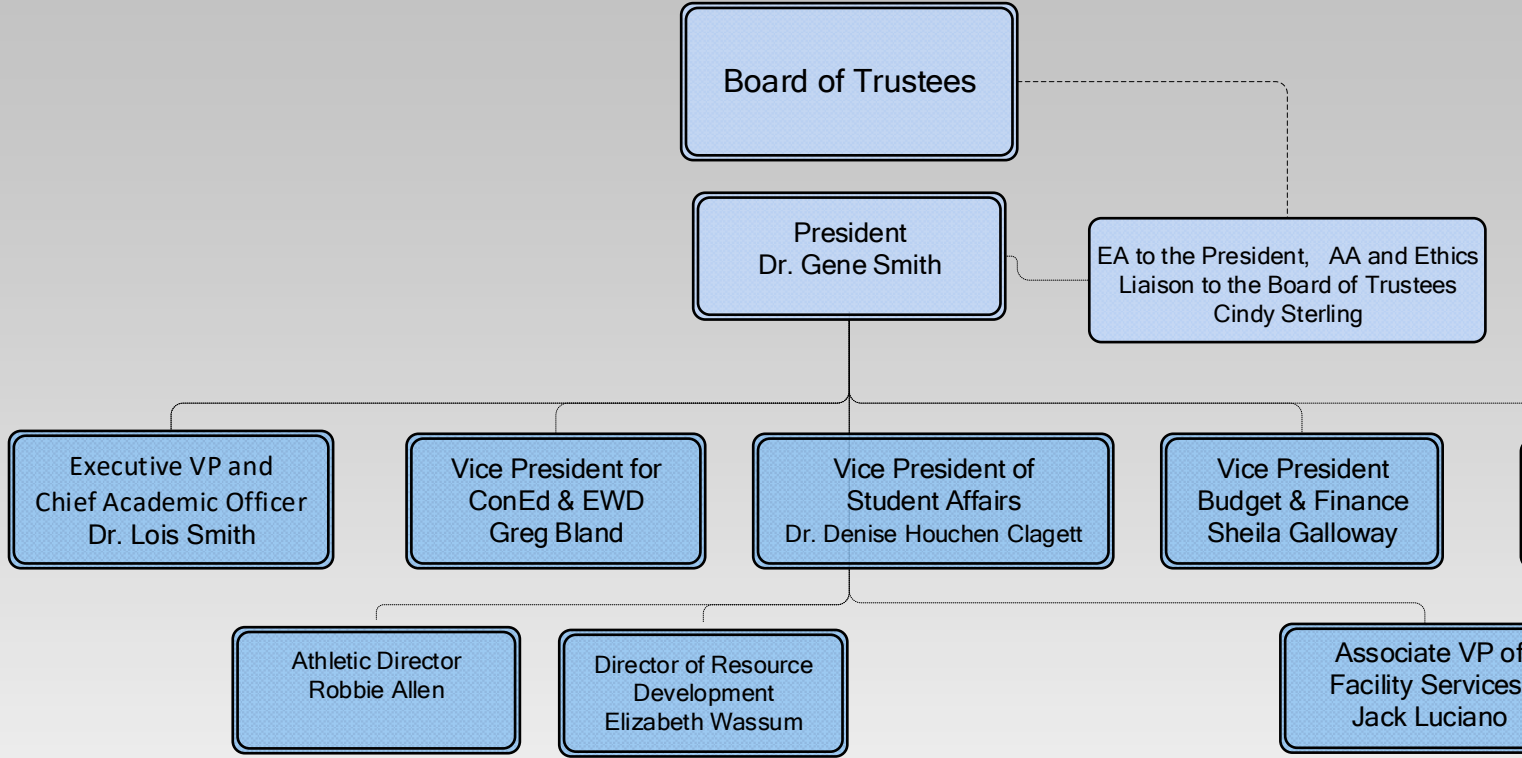 Board of Trustees
President
Dr. Gene Smith
EA to the President, AA and Ethics
Liaison to the Board of Trustees
Cindy Sterling
Executive VP and
Chief Academic Officer
Dr. Lois Smith
Vice President for
ConEd & EWD
Greg Bland
Vice President of
Student Affairs
Dr. Denise Houchen Clagett
Vice President
Budget & Finance
Sheila Galloway
Athletic Director
Robbie Allen
Director of Resource
Development
Elizabeth Wassum
Associate VP of
Facility Services
Jack Luciano